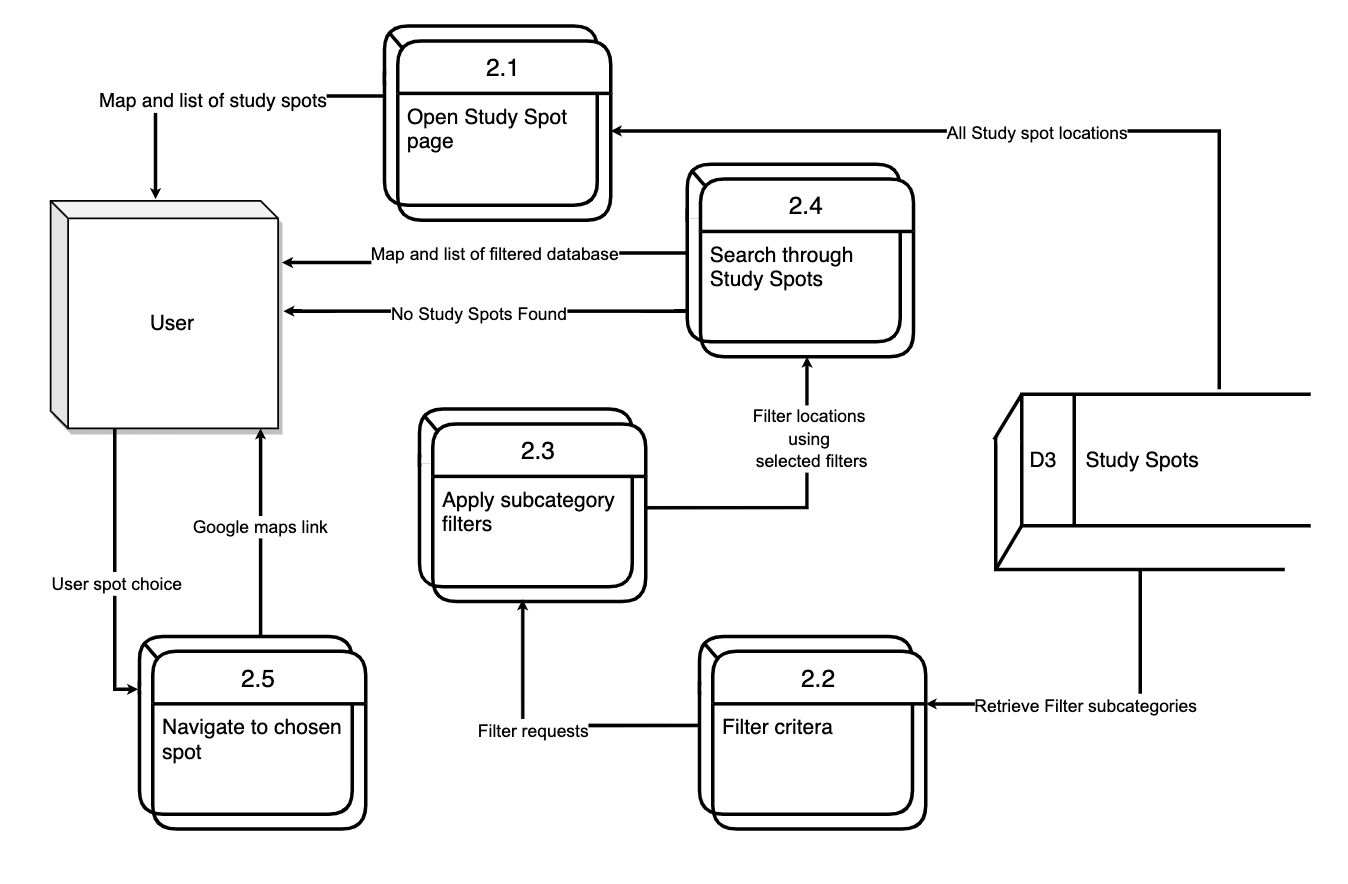 2.1
Map and list of study spots
Open Study Spot
page
All Study spot locations
2.4
Map and list of filtered database
Search through
Study Spots
No Study Spots Found
User
Filter locations
using
selected filters
2.3
D3
Study Spots
Apply subcategory
filters
Google maps link
User spot choice
2.5
2.2
Retrieve Filter subcategories
Navigate to chosen
spot
Filter requests
Filter critera